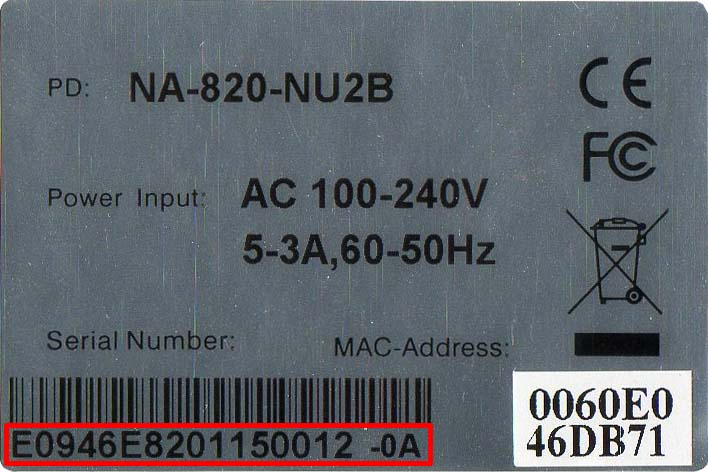 PD: NA-820-NU2B
CE
FC
Power Input: AC 100-240V
5-3A,60-50Hz
Serial Number:
MAC-Address:
E0946E8201150012 -0A
0060E0
46DB71